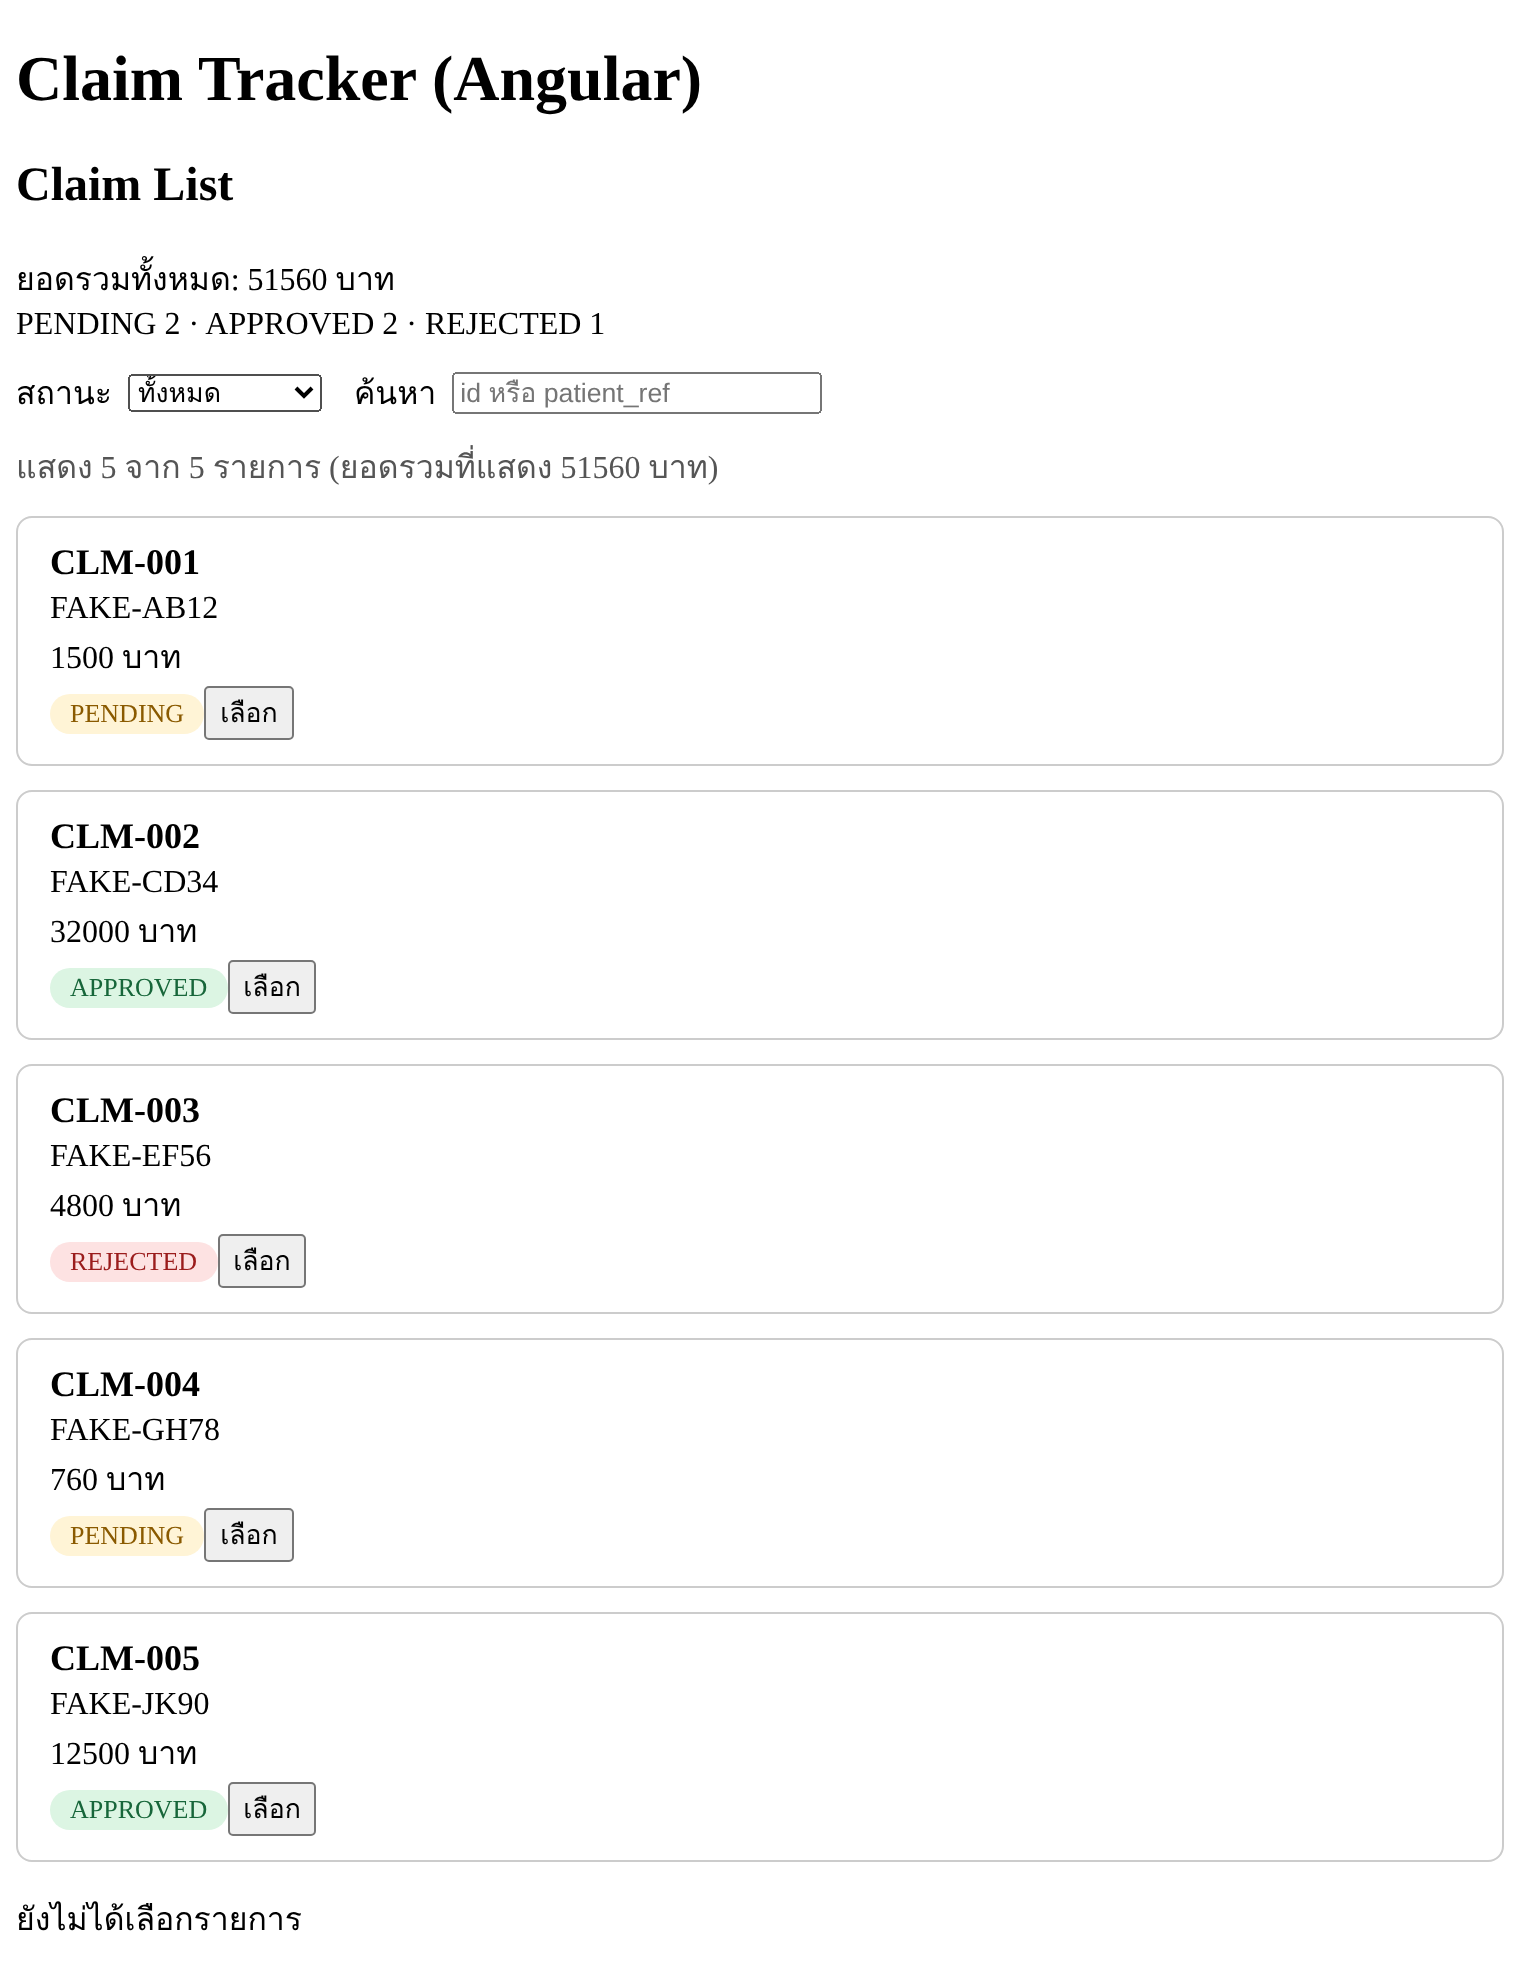 Claim Tracker (Angular)
Claim List
ยอดรวมทั้งหมด: 51560 บาท
PENDING 2 · APPROVED 2 · REJECTED 1
สถานะ ทั้งหมด ค้นหา id หรือ patient_ref
แสดง 5 จาก 5 รายการ (ยอดรวมที่แสดง 51560 บาท)
CLM-001
FAKE-AB12
1500 บาท
PENDING เลือก
CLM-002
FAKE-CD34
32000 บาท
APPROVED เลือก
CLM-003
FAKE-EF56
4800 บาท
REJECTED เลือก
CLM-004
FAKE-GH78
760 บาท
PENDING เลือก
CLM-005
FAKE-JK90
12500 บาท
APPROVED เลือก
ยังไม่ได้เลือกรายการ